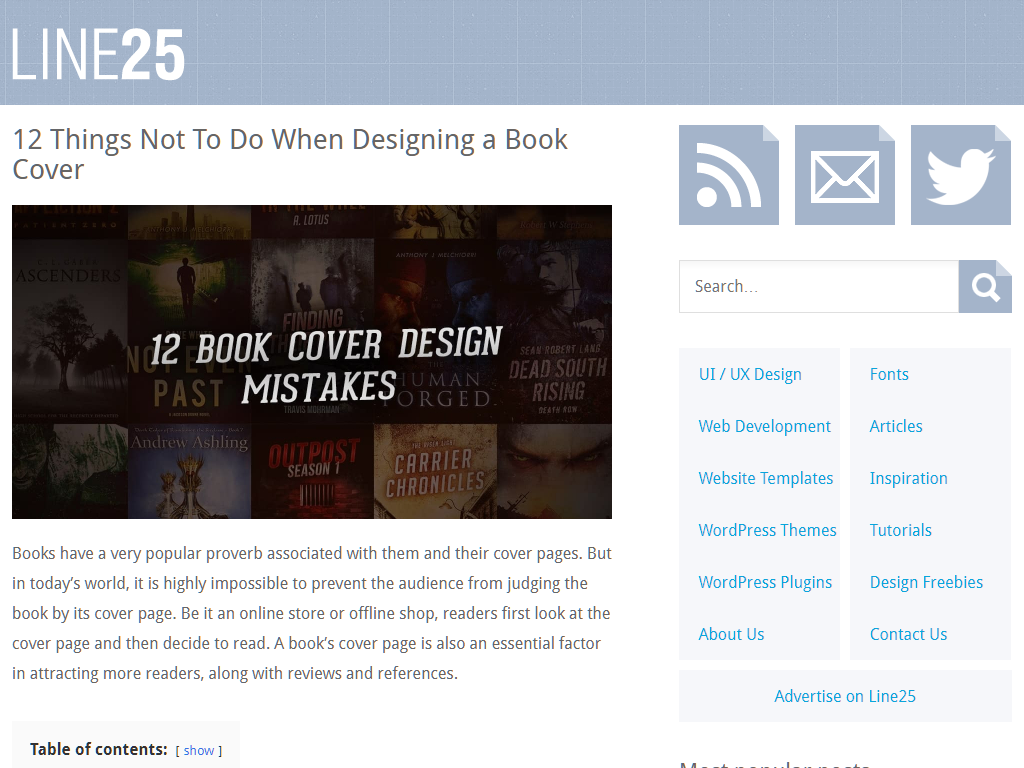 LINE25
12 Things Not To Do When Designing a Book
Cover
R. LOTUS
ANTHONY J MELCHIORRI
ASCENDERS
FINDING
12 BOOK COVER DESIGN
MISTAKES
NOT EVER
PAST
TRAVIS MOHRMAN
HUMAN
FORGED.
SEAN ROBERT LANG
DEAD SOUTH
RISING
DEATH ROW
Andrew Ashling
OUTPOST
SEASON 1
CARRIER
CHRONICLES
Books have a very popular proverb associated with them and their cover pages. But
in today’s world, it is highly impossible to prevent the audience from judging the
book by its cover page. Be it an online store or offline shop, readers first look at the
cover page and then decide to read. A book’s cover page is also an essential factor
in attracting more readers, along with reviews and references.
Table of contents: [ show ]
Search…
UI / UX Design
Web Development
Website Templates
WordPress Themes
WordPress Plugins
About Us
Fonts
Articles
Inspiration
Tutorials
Design Freebies
Contact Us
Advertise on Line25
Most popular posts